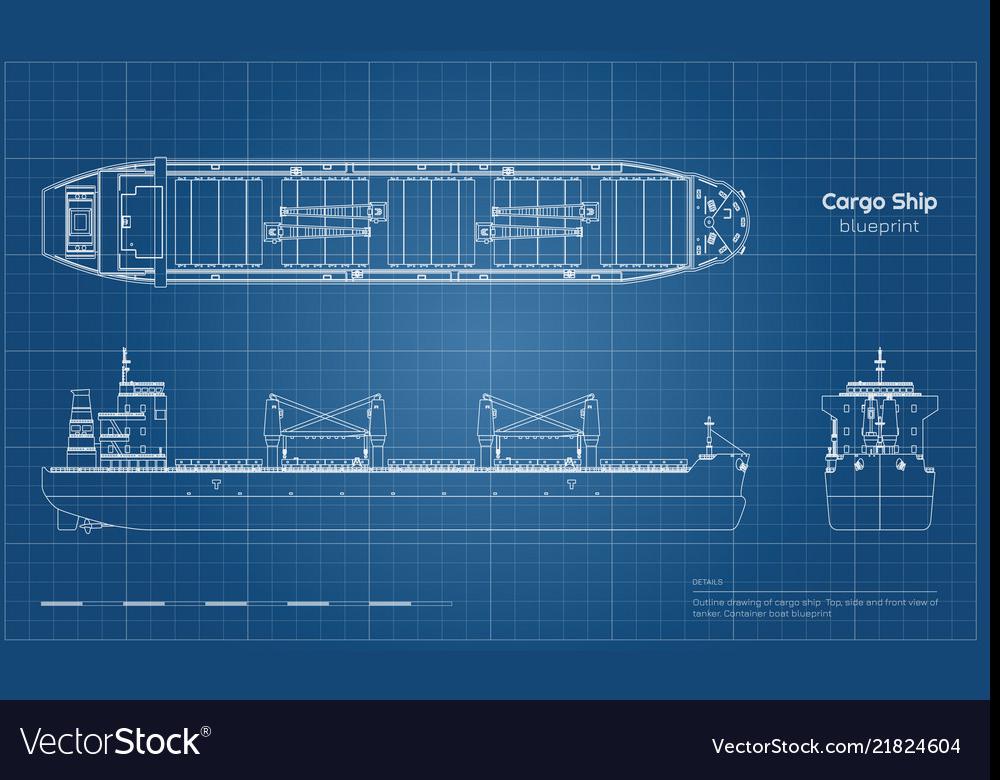 Cargo Ship
blueprint
DETAILS
Outline drawing of cargo ship Top, side and front view of
tanker. Container boat blueprint
VectorStock®
VectorStock.com/21824604